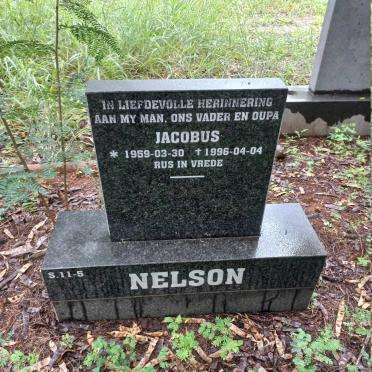 IN LIEFDEVOLLE HERINNERING
AAN MY MAN, ONS VADER EN OUPA
JACOBUS
* 1959-03-30 † 1996-04-04
RUS IN VREDE
S.11-5
NELSON